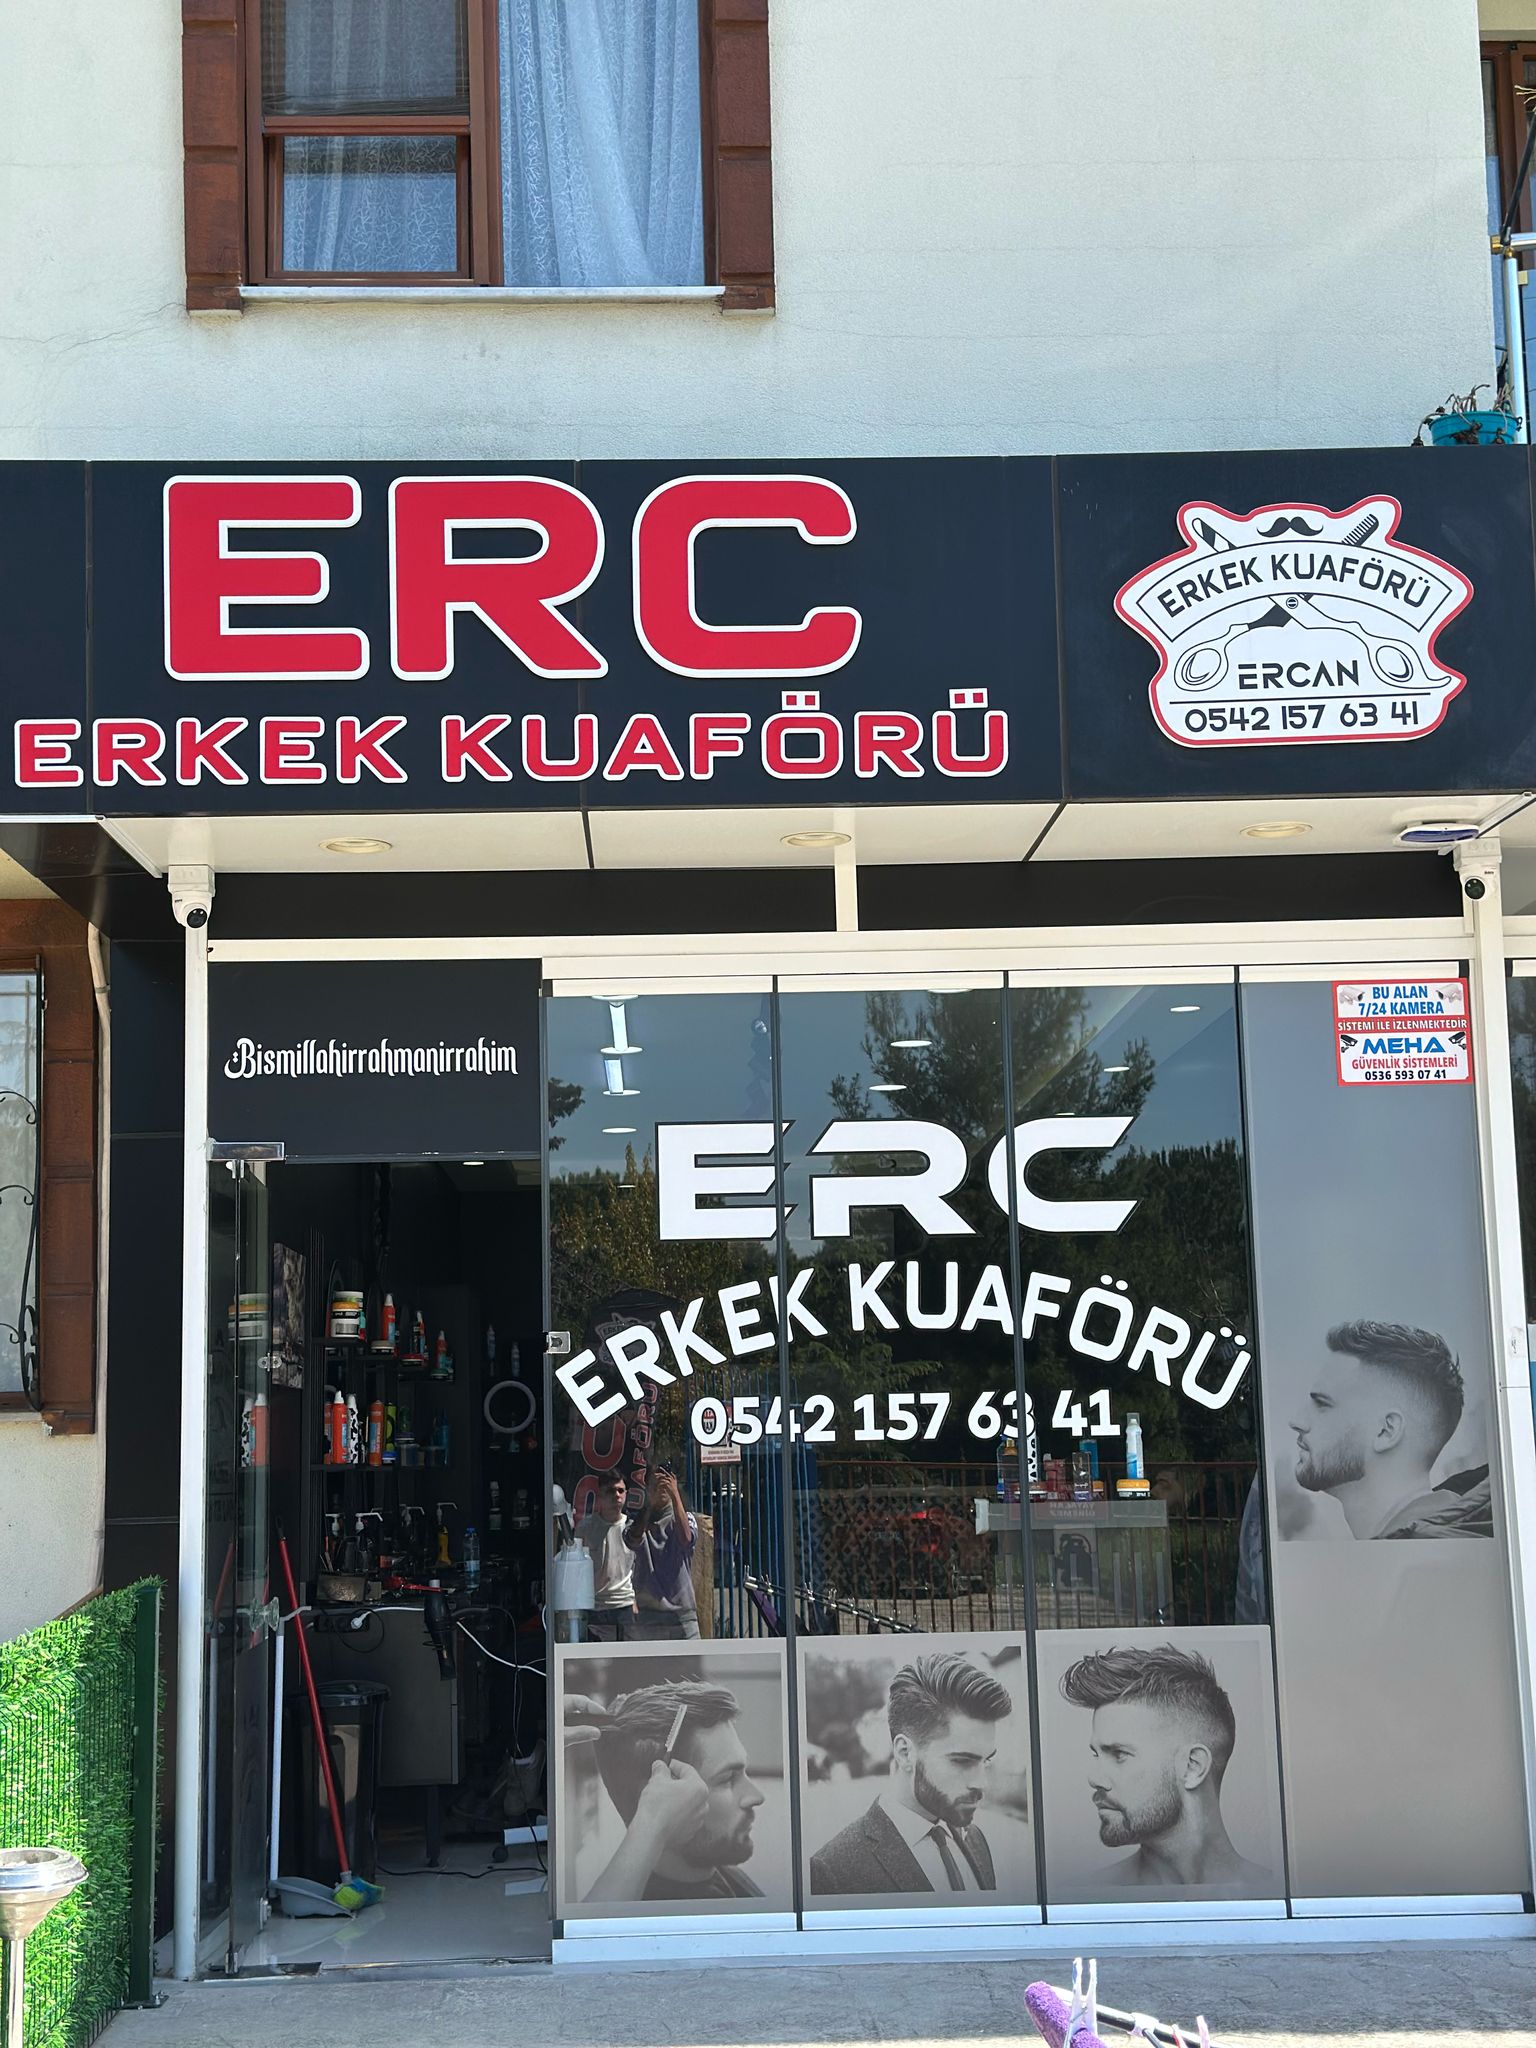 ERC
ERKEK KUAFÖRÜ
ERKEK KUAFÖRÜ
ERCAN
0542 157 63 41
Bismillahirrahmanirrahim
BU ALAN
7/24 KAMERA
SİSTEMİ İLE İZLENMEKTEDİR
MEHA
GÜVENLİK SİSTEMLERİ
0536 593 07 41
ERC
ERKEK KUAFÖRÜ
0542 157 63 41